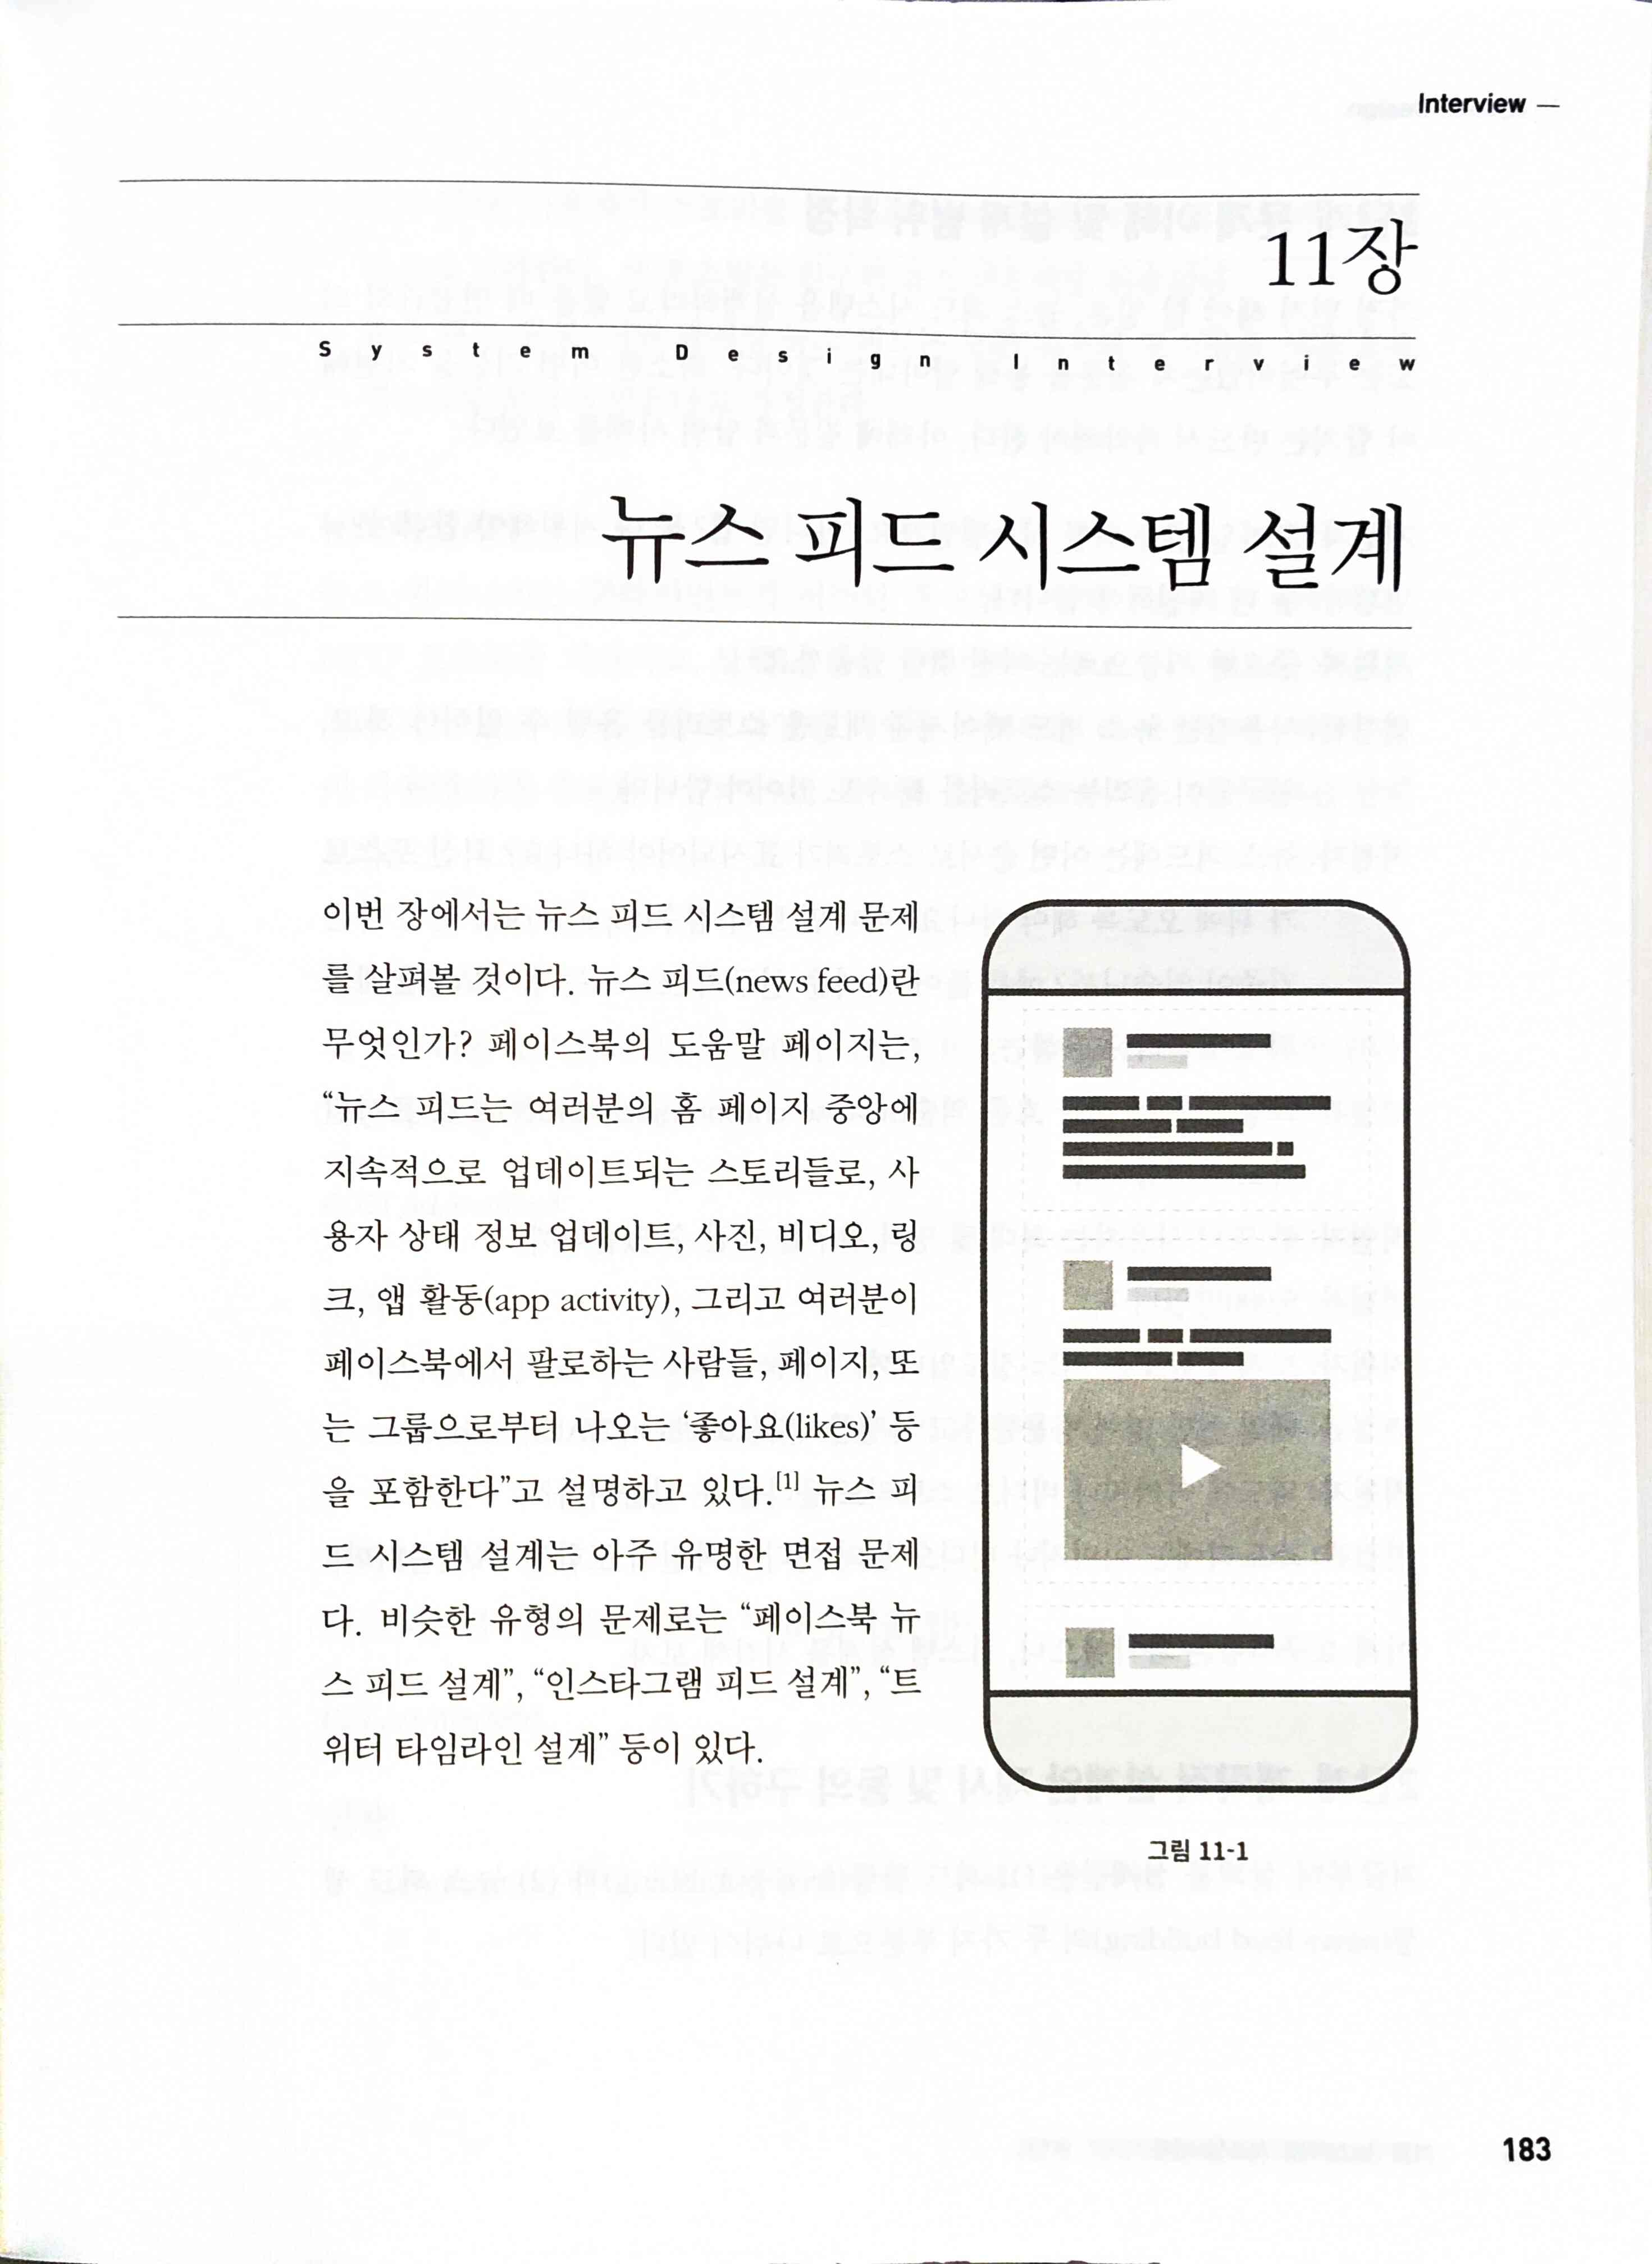 Interview —
11장
System Design Interview
뉴스 피드 시스템 설계
이번 장에서는 뉴스 피드 시스템 설계 문제
를 살펴볼 것이다. 뉴스 피드(news feed)란
무엇인가? 페이스북의 도움말 페이지는,
“뉴스 피드는 여러분의 홈 페이지 중앙에
지속적으로 업데이트되는 스토리들로, 사
용자 상태 정보 업데이트, 사진, 비디오, 링
크, 앱 활동(app activity), 그리고 여러분이
페이스북에서 팔로하는 사람들, 페이지, 또
는 그룹으로부터 나오는 ‘좋아요(likes)’ 등
을 포함한다”고 설명하고 있다.[1] 뉴스 피
드 시스템 설계는 아주 유명한 면접 문제
다. 비슷한 유형의 문제로는 “페이스북 뉴
스 피드 설계”, “인스타그램 피드 설계”, “트
위터 타임라인 설계” 등이 있다.
그림 11-1
183